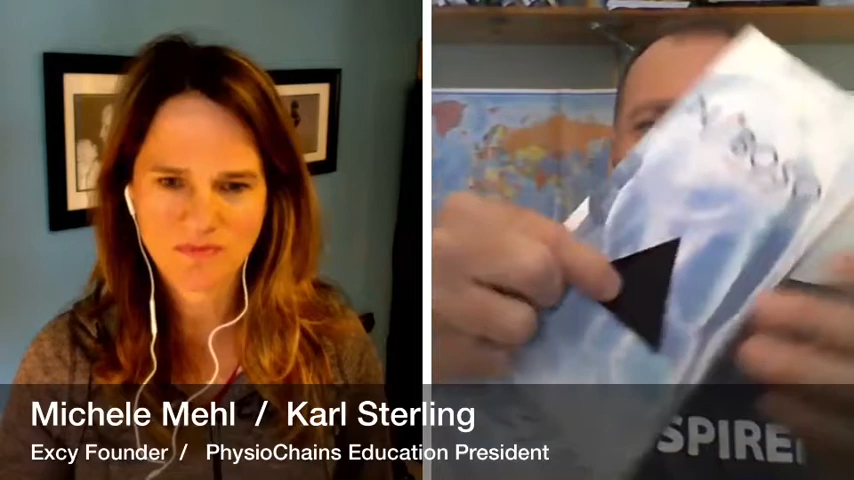 SPIRE
Michele Mehl / Karl Sterling
Excy Founder / PhysioChains Education President